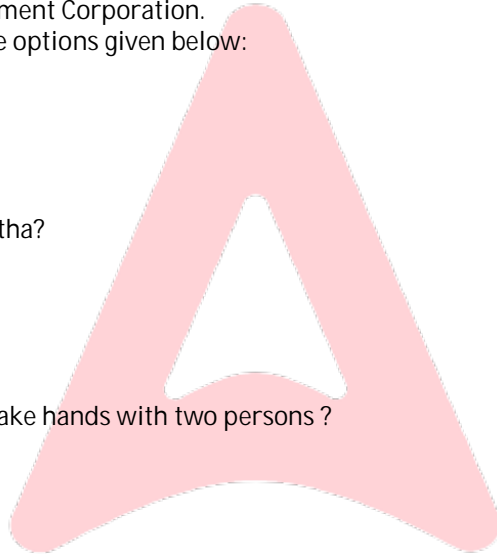 ment Corporation.
e options given below:
tha?
ake hands with two persons ?